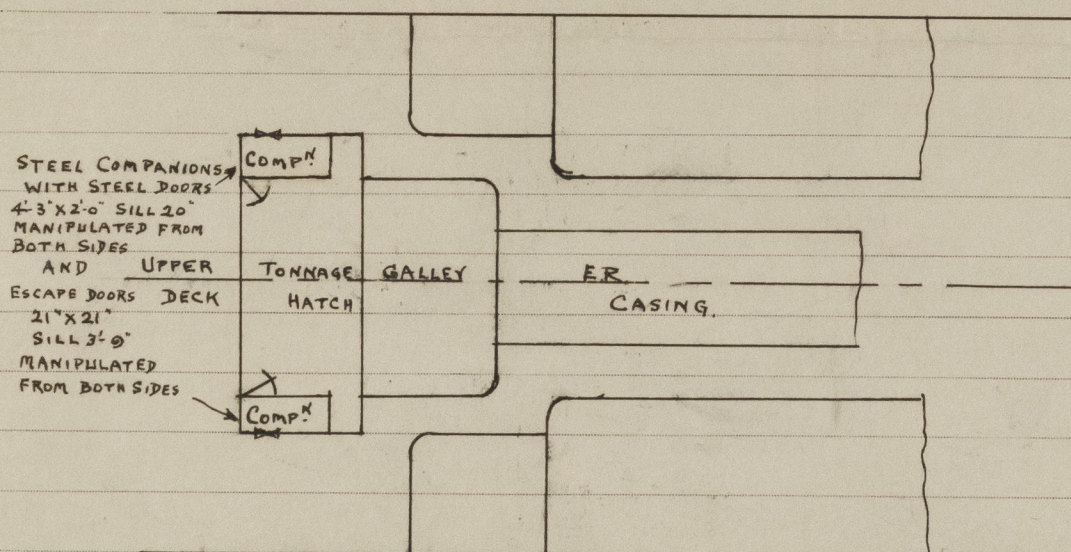 STEEL COMPANIONS
WITH STEEL DOORS
4'-3" X 2'-0" SILL 20"
MANIPULATED FROM
BOTH SIDES
AND
ESCAPE DOORS
21" X 21"
SILL 3'-9"
MANIPULATED
FROM BOTH SIDES
UPPER
DECK
COMPN.
TONNAGE
HATCH
COMPN.
GALLEY
E.R.
CASING.